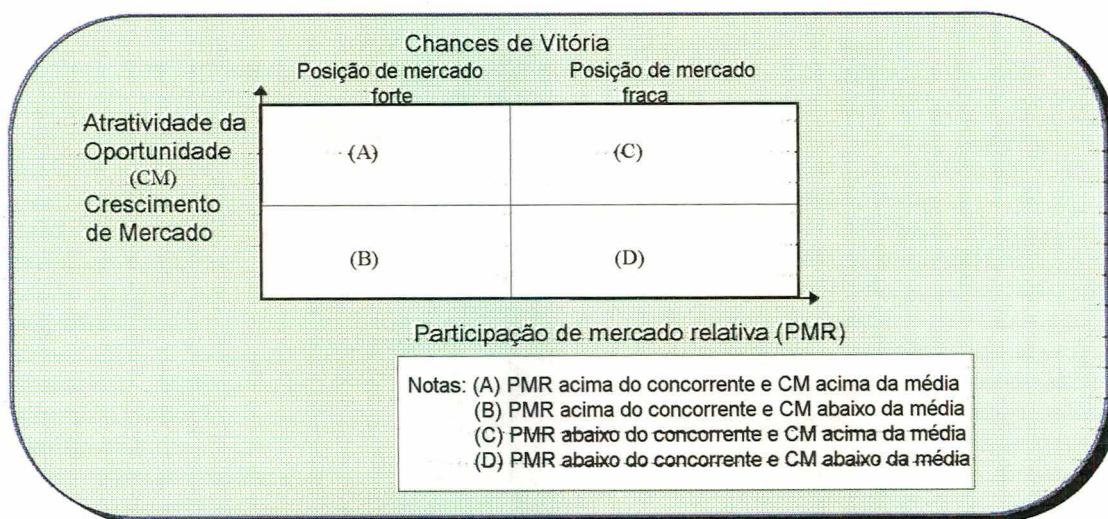 Chances de Vitória
Posição de mercado
forte
Posição de mercado
fraca
Atratividade da
Oportunidade
(CM)
Crescimento
de Mercado
(A)
(C)
(B)
(D)
Participação de mercado relativa (PMR)
Notas: (A) PMR acima do concorrente e CM acima da média
(B) PMR acima do concorrente e CM abaixo da média
(C) PMR abaixo do concorrente e CM acima da média
(D) PMR abaixo do concorrente e CM abaixo da média